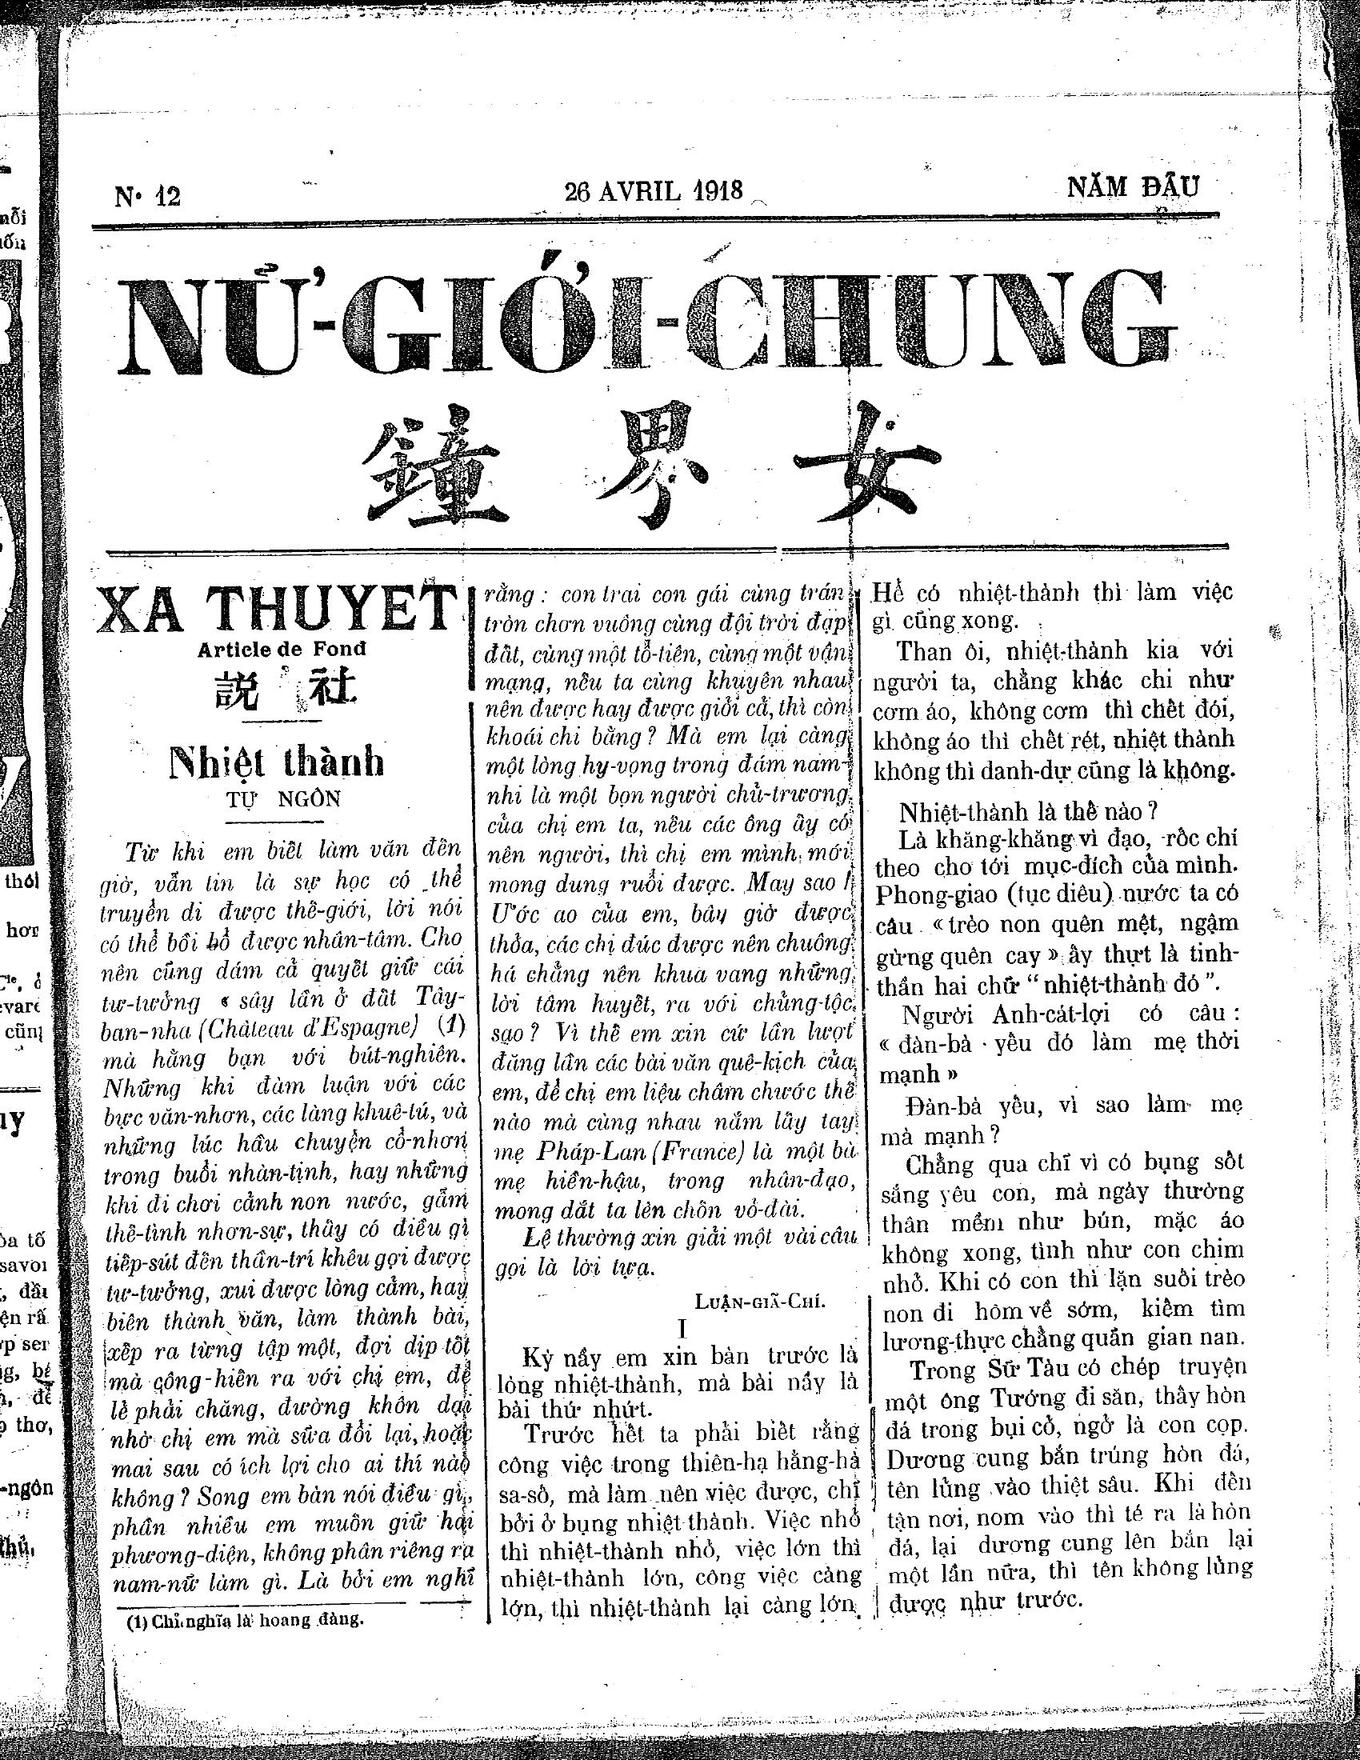 No 12
26 AVRIL 1918
NĂM ĐẦU
NỮ-GIỚI-CHUNG
鐘 界 女
XA THUYET
Article de Fond
説 社
Nhiệt thành
TỰ NGÔN
Từ khi em biết làm văn đến
giờ, vẫn tin là sự học có thể
truyền di được thế-giới, lời nói
có thể bồi bổ được nhân-tâm. Cho
nên cũng dám cả quyết giữ cái
tư-tưởng « sây lần ở đất Tây-
ban-nha (Château d'Espagne) (1)
mà hằng bạn với bút-nghiên.
Những khi đàm luận với các
bực văn-nhơn, các làng khuê-tú, và
những lúc hầu chuyện cổ-nhơn
trong buổi nhàn-tịnh, hay những
khi đi chơi cảnh non nước, gẫm
thế-tình nhơn-sự, thấy có điều gì
tiếp-sút đến thần-trí khêu gợi được
tư-tưởng, xui được lòng cảm, hay
biên thành văn, làm thành bài,
xếp ra từng tập một, đợi dịp tốt
mà công-hiến ra với chị em, để
lẽ phải chăng, đường khôn dại
nhờ chị em mà sửa đổi lại, hoặc
mai sau có ích lợi cho ai thí nào
không ? Song em bàn nói điều gì,
phần nhiều em muốn giữ hai
phương-diện, không phân riêng ra
nam-nữ làm gì. Là bởi em nghĩ
(1) Chỉ nghĩa là hoang đàng.
rằng : con trai con gái cùng trán
tròn chơn vuông cùng đội trời đạp
đất, cùng một tổ-tiên, cùng một vận
mạng, nếu ta cùng khuyên nhau
nên được hay được giỏi cả, thì còn
khoái chi bằng ? Mà em lại càng
một lòng hy-vọng trong đám nam-
nhi là một bọn người chủ-trương
của chị em ta, nếu các ông ấy có
nên người, thì chị em mình mới
mong dung ruổi được. May sao !
Ước ao của em, bây giờ được
thỏa, các chị đúc được nên chuông
há chẳng nên khua vang những
lời tâm huyết, ra với chủng-tộc
sao ? Vì thế em xin cứ lần lượt
đăng lần các bài văn quê-kịch của
em, để chị em liệu châm chước thế
nào mà cùng nhau nắm lấy tay
mẹ Pháp-Lan (France) là một bà
mẹ hiền-hậu, trong nhân-đạo,
mong dắt ta lên chốn vô-đài.
Lệ thường xin giải một vài câu
gọi là lời tựa.
LUẬN-GIÃ-CHÍ.
I
Kỳ nầy em xin bàn trước là
lòng nhiệt-thành, mà bài nầy là
bài thứ nhứt.
Trước hết ta phải biết rằng
công việc trong thiên-hạ hằng-hà
sa-số, mà làm nên việc được, chĩ
bởi ở bụng nhiệt thành. Việc nhỏ
thì nhiệt-thành nhỏ, việc lớn thì
nhiệt-thành lớn, công việc càng
lớn, thì nhiệt-thành lại càng lớn.
Hễ có nhiệt-thành thì làm việc
gì cũng xong.
Than ôi, nhiệt-thành kia với
người ta, chẳng khác chi như
cơm áo, không cơm thì chết đói,
không áo thì chết rét, nhiệt thành
không thì danh-dự cũng là không.
Nhiệt-thành là thế nào ?
Là khăng-khăng vì đạo, rốc chí
theo cho tới mục-đích của mình.
Phong-giao (tục diêu) nước ta có
câu « trèo non quên mệt, ngậm
gừng quên cay » ấy thựt là tinh-
thần hai chữ “ nhiệt-thành đó ”.
Người Anh-cát-lợi có câu :
« đàn-bà yếu đó làm mẹ thời
mạnh »
Đàn-bà yếu, vì sao làm mẹ
mà mạnh ?
Chẳng qua chĩ vì có bụng sốt
sắng yêu con, mà ngày thường
thân mềm như bún, mặc áo
không xong, tình như con chim
nhỏ. Khi có con thì lặn suối trèo
non đi hôm về sớm, kiếm tìm
lương-thực chẳng quản gian nan.
Trong Sữ Tàu có chép truyện
một ông Tướng đi săn, thấy hòn
đá trong bụi cỏ, ngở là con cọp.
Dương cung bắn trúng hòn đá,
tên lủng vào thiệt sâu. Khi đến
tận nơi, nom vào thì té ra là hòn
đá, lại dương cung lên bắn lại
một lần nữa, thì tên không lủng
được như trước.